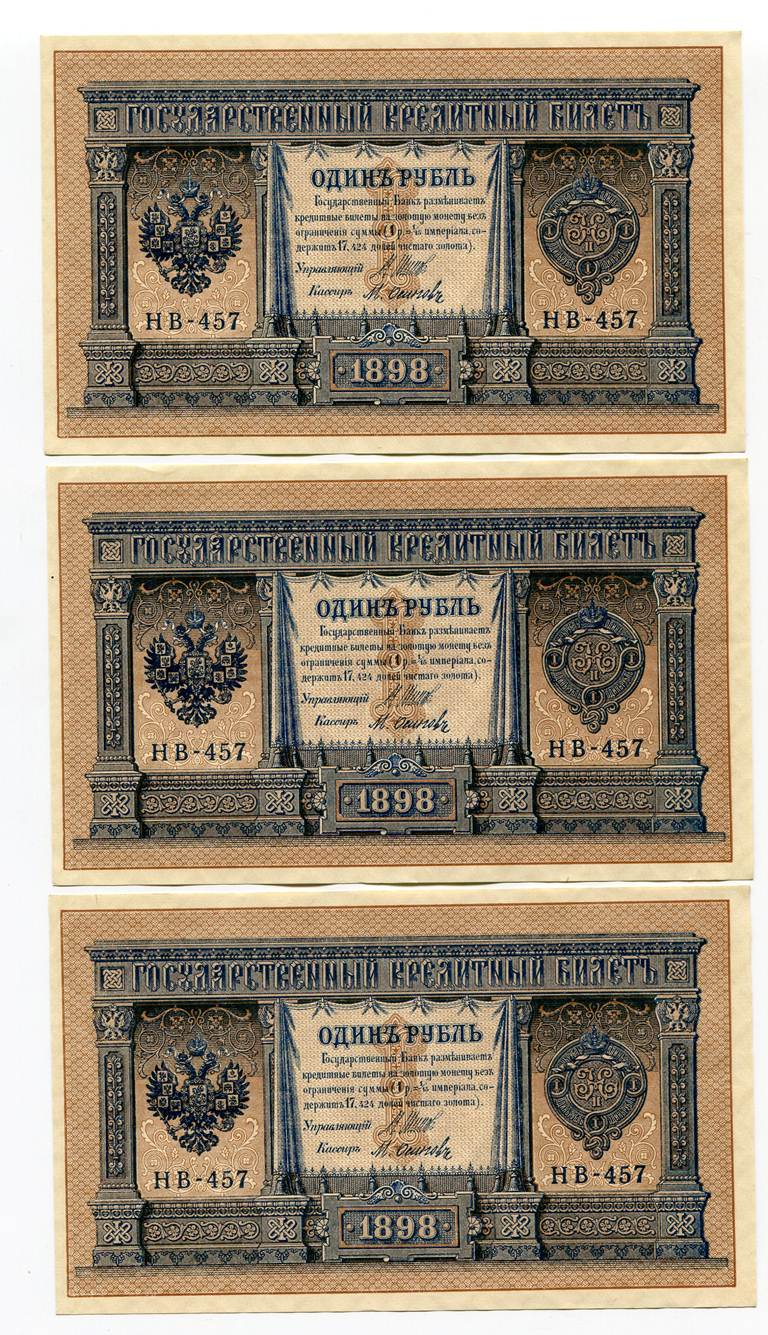 ГОСУДАРСТВЕННЫЙ КРЕДИТНЫЙ БИЛЕТЪ
ОДИНЪ РУБЛЬ
Государственный Банкъ размѣниваетъ
кредитные билеты на золотую монету безъ
ограниченія суммы (1 р.= 1/15 имперіала, со-
держитъ 17, 424 долей чистаго золота).
Управляющій
Кассиръ
НВ-457
НВ-457
1898
ГОСУДАРСТВЕННЫЙ КРЕДИТНЫЙ БИЛЕТЪ
ОДИНЪ РУБЛЬ
Государственный Банкъ размѣниваетъ
кредитные билеты на золотую монету безъ
ограниченія суммы (1 р.= 1/15 имперіала, со-
держитъ 17, 424 долей чистаго золота).
Управляющій
Кассиръ
НВ-457
НВ-457
1898
ГОСУДАРСТВЕННЫЙ КРЕДИТНЫЙ БИЛЕТЪ
ОДИНЪ РУБЛЬ
Государственный Банкъ размѣниваетъ
кредитные билеты на золотую монету безъ
ограниченія суммы (1 р.= 1/15 имперіала, со-
держитъ 17, 424 долей чистаго золота).
Управляющій
Кассиръ
НВ-457
НВ-457
1898